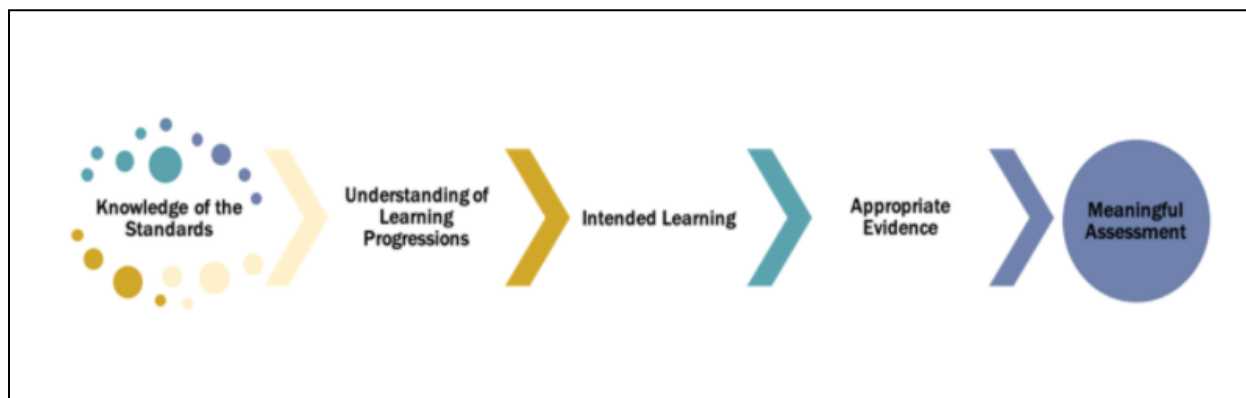 Knowledge of the
Standards
Understanding of
Learning
Progressions
Intended Learning
Appropriate
Evidence
Meaningful
Assessment